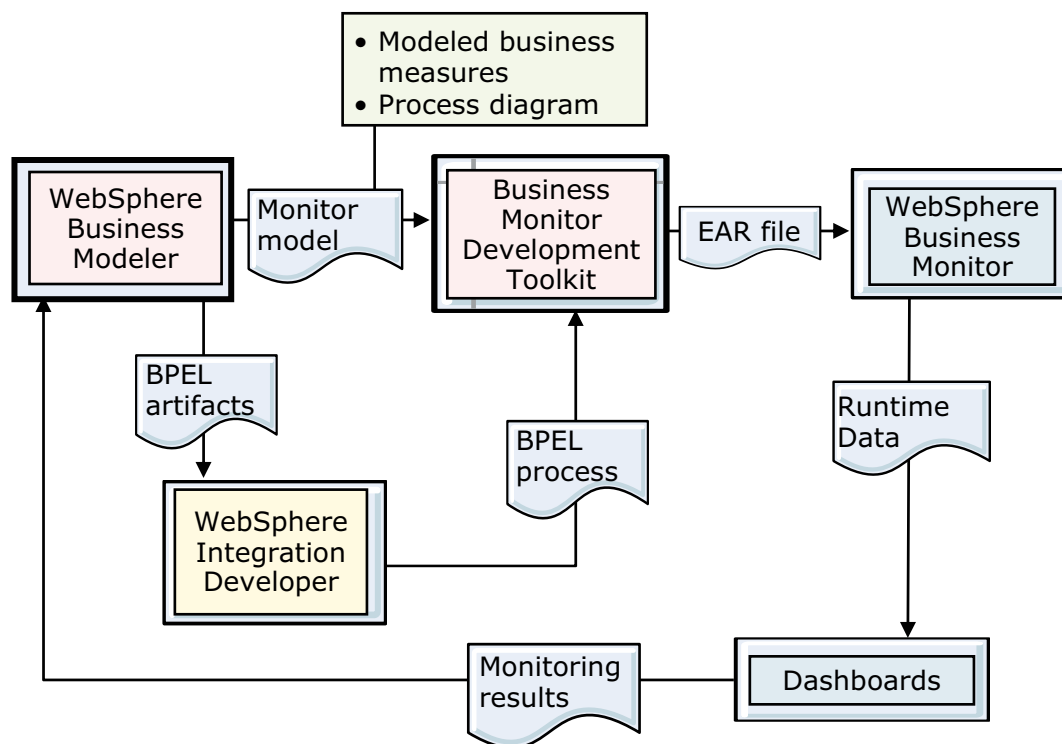 • Modeled business
measures
• Process diagram
WebSphere
Business
Modeler
Monitor
model
Business
Monitor
Development
Toolkit
EAR file
WebSphere
Business
Monitor
BPEL
artifacts
BPEL
process
Runtime
Data
WebSphere
Integration
Developer
Monitoring
results
Dashboards